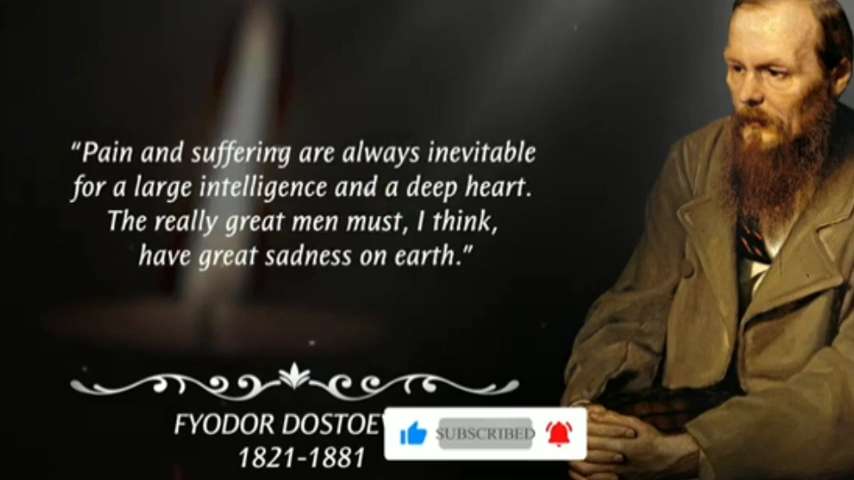 “Pain and suffering are always inevitable
for a large intelligence and a deep heart.
The really great men must, I think,
have great sadness on earth.”
FYODOR
SUBSCRIBED
1821-1881